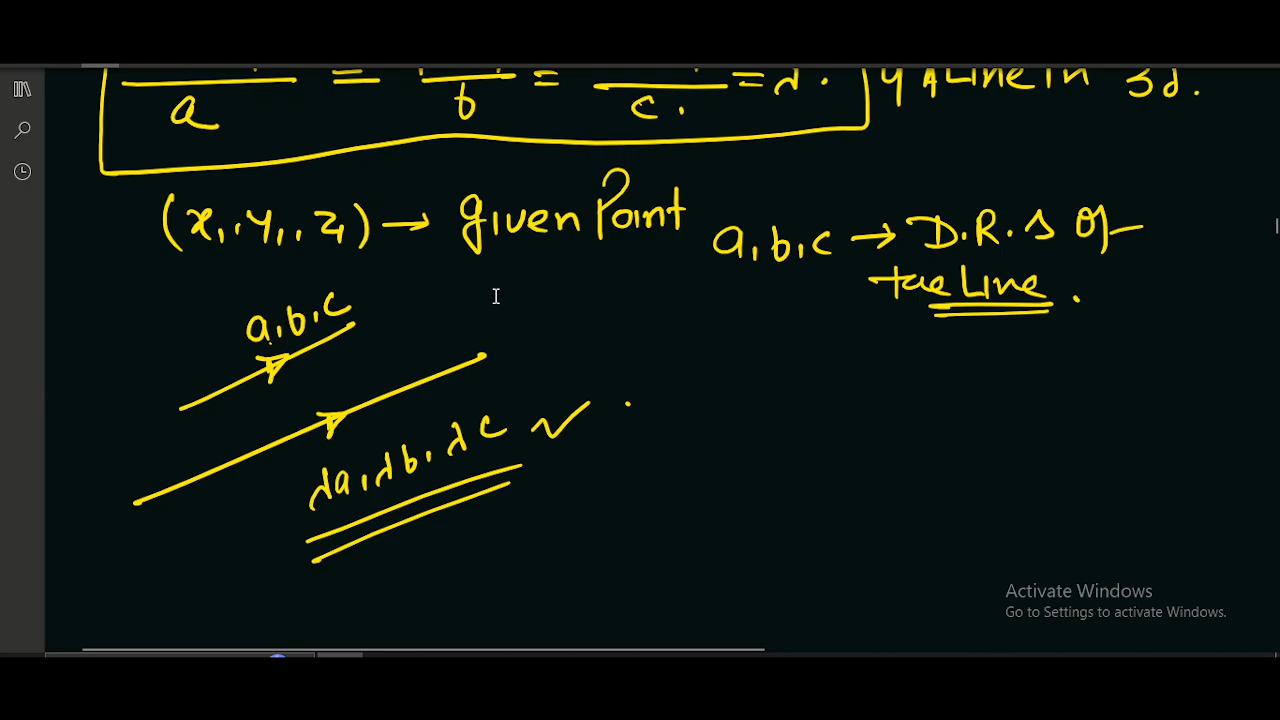 a = b = c . = λ . of A Line in 3d.
(x₁, y₁, z₁) → given Point
a, b, c → D.R.s Of
the Line .
a, b, c
λa, λb, λc ✓ .
Activate Windows
Go to Settings to activate Windows.